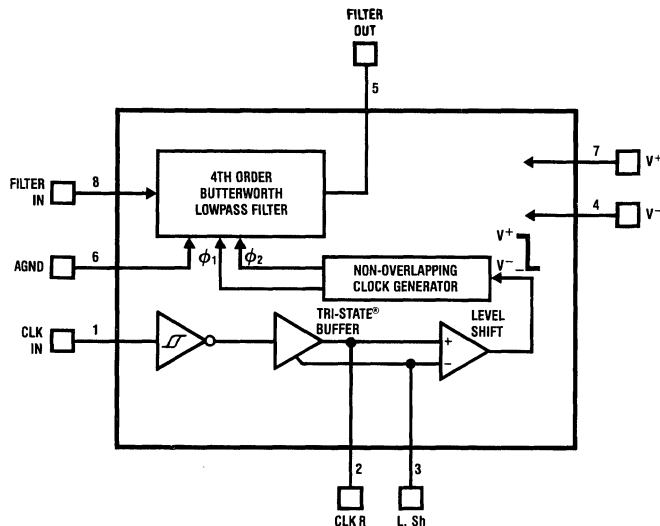 FILTER
OUT
5
7
V+
4
V−
8
FILTER
IN
4TH ORDER
BUTTERWORTH
LOWPASS FILTER
6
AGND
ϕ1
ϕ2
V+
V−
NON-OVERLAPPING
CLOCK GENERATOR
TRI-STATE®
BUFFER
LEVEL
SHIFT
1
CLK
IN
+
−
2
3
CLK R
L. Sh